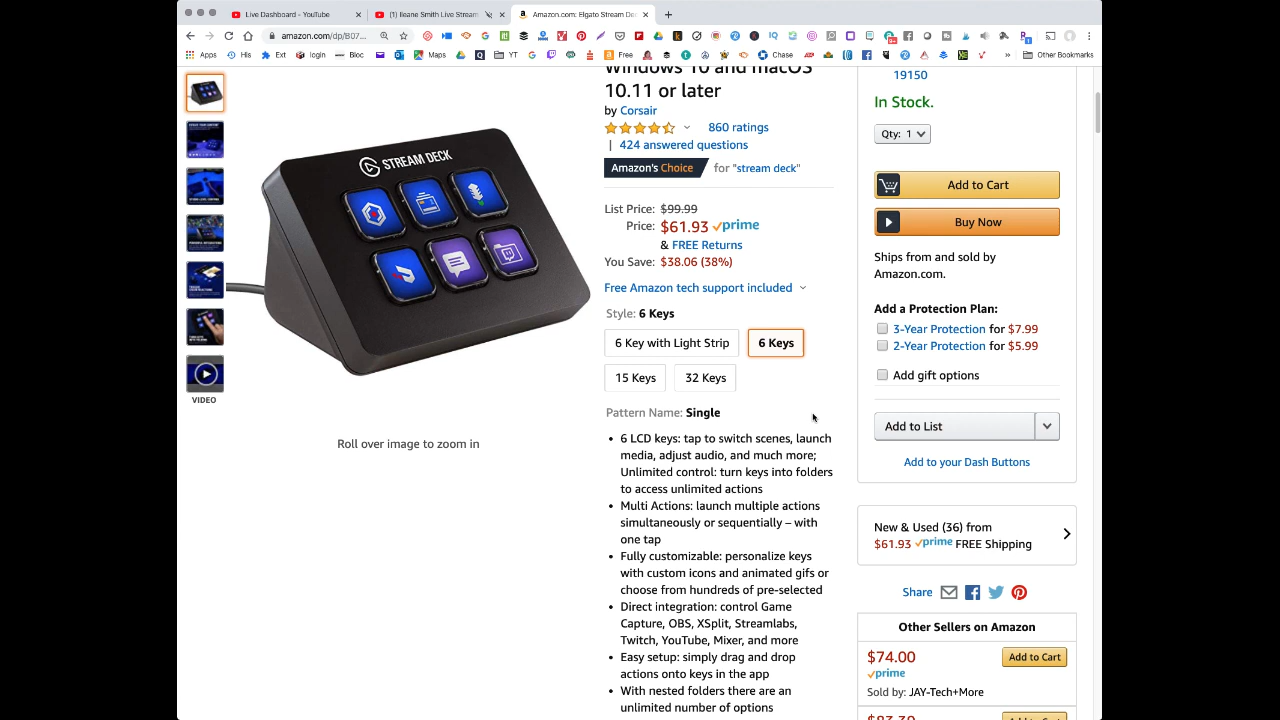 Live Dashboard - YouTube
(1) Ileane Smith Live Stream
Amazon.com: Elgato Stream De
amazon.com/dp/B07...
Apps
His
Ext
login
Bloc
Maps
YT
Free
Chase
Other Bookmarks
Windows 10 and macOS
10.11 or later
by Corsair
860 ratings
| 424 answered questions
Amazon's Choice for "stream deck"
List Price: $99.99
Price: $61.93 prime
& FREE Returns
You Save: $38.06 (38%)
Free Amazon tech support included
Style: 6 Keys
6 Key with Light Strip
6 Keys
15 Keys
32 Keys
Pattern Name: Single
• 6 LCD keys: tap to switch scenes, launch
media, adjust audio, and much more;
Unlimited control: turn keys into folders
to access unlimited actions
• Multi Actions: launch multiple actions
simultaneously or sequentially – with
one tap
• Fully customizable: personalize keys
with custom icons and animated gifs or
choose from hundreds of pre-selected
• Direct integration: control Game
Capture, OBS, XSplit, Streamlabs,
Twitch, YouTube, Mixer, and more
• Easy setup: simply drag and drop
actions onto keys in the app
• With nested folders there are an
unlimited number of options
STREAM DECK
VIDEO
Roll over image to zoom in
19150
In Stock.
Qty: 1
Add to Cart
Buy Now
Ships from and sold by
Amazon.com.
Add a Protection Plan:
3-Year Protection for $7.99
2-Year Protection for $5.99
Add gift options
Add to List
Add to your Dash Buttons
New & Used (36) from
$61.93 prime FREE Shipping
Share
Other Sellers on Amazon
$74.00
Add to Cart
prime
Sold by: JAY-Tech+More